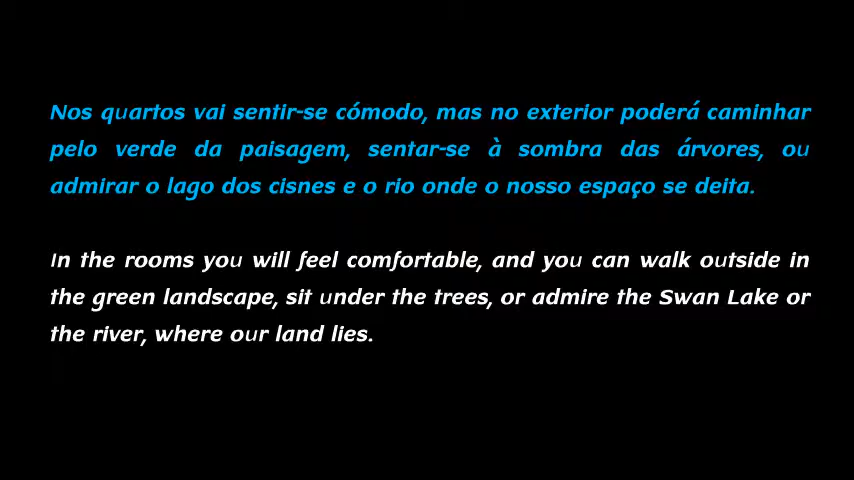 Nos quartos vai sentir-se cómodo, mas no exterior poderá caminhar
pelo verde da paisagem, sentar-se à sombra das árvores, ou
admirar o lago dos cisnes e o rio onde o nosso espaço se deita.
In the rooms you will feel comfortable, and you can walk outside in
the green landscape, sit under the trees, or admire the Swan Lake or
the river, where our land lies.